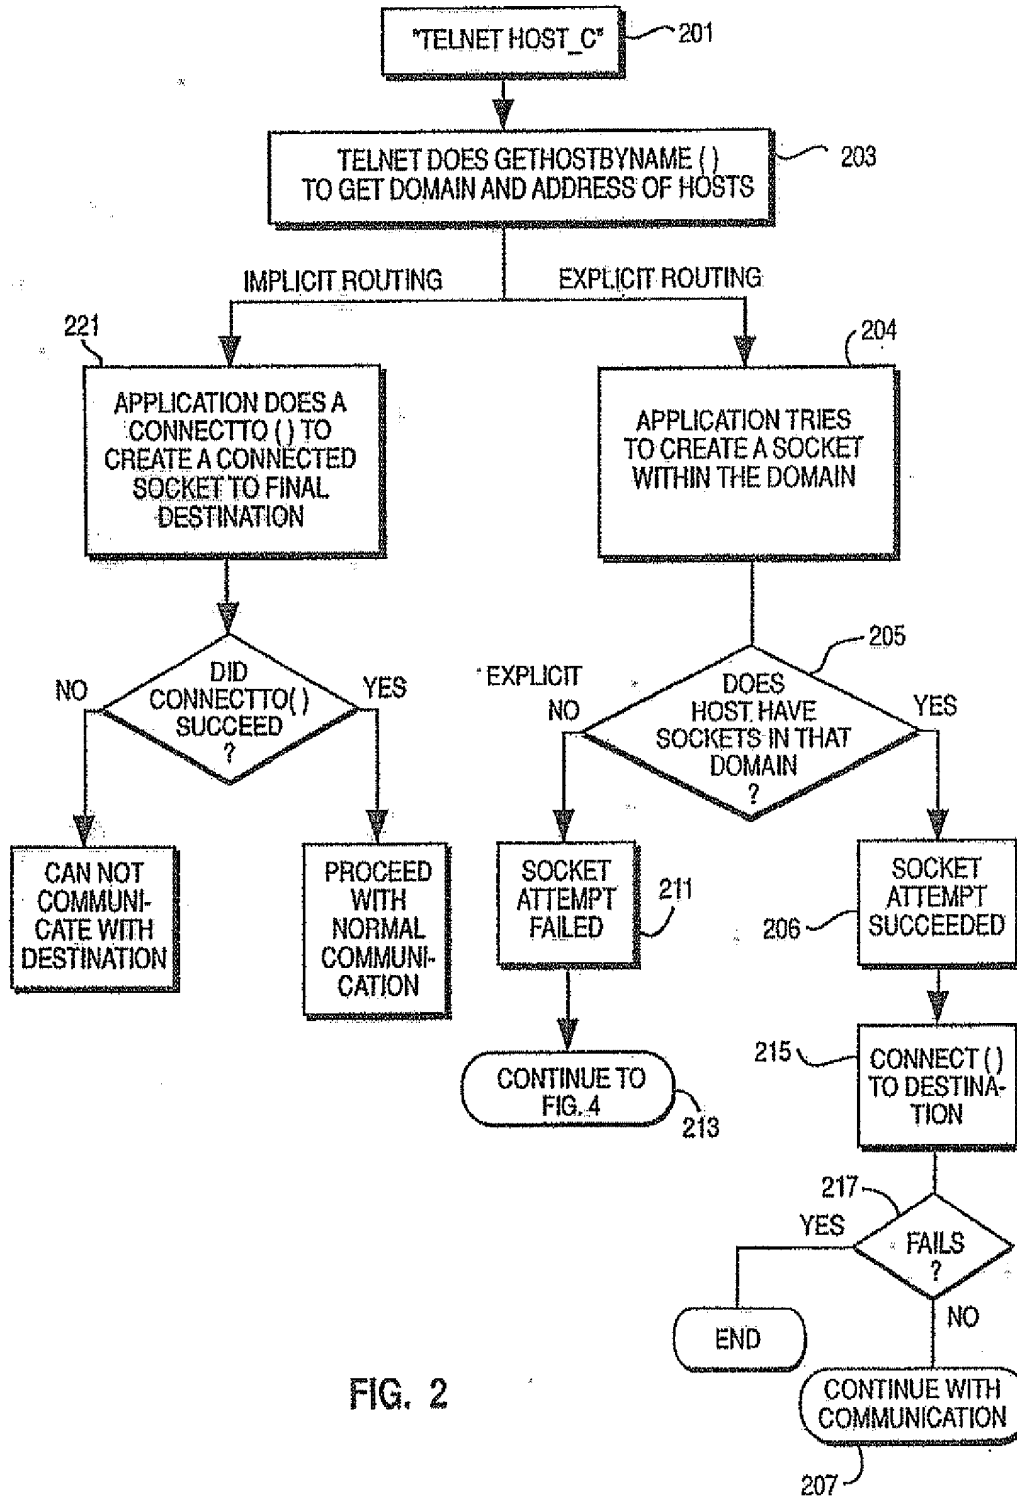 "TELNET HOST_C"
201
TELNET DOES GETHOSTBYNAME ( )
TO GET DOMAIN AND ADDRESS OF HOSTS
203
IMPLICIT ROUTING
EXPLICIT ROUTING
221
APPLICATION DOES A
CONNECTTO ( ) TO
CREATE A CONNECTED
SOCKET TO FINAL
DESTINATION
204
APPLICATION TRIES
TO CREATE A SOCKET
WITHIN THE DOMAIN
NO
DID
CONNECTTO( )
SUCCEED
?
YES
EXPLICIT
NO
205
DOES
HOST HAVE
SOCKETS IN THAT
DOMAIN
?
YES
CAN NOT
COMMUNI-
CATE WITH
DESTINATION
PROCEED
WITH
NORMAL
COMMUNI-
CATION
SOCKET
ATTEMPT
FAILED
211
206
SOCKET
ATTEMPT
SUCCEEDED
CONTINUE TO
FIG. 4
213
215
CONNECT ( )
TO DESTINA-
TION
217
YES
FAILS
?
NO
END
CONTINUE WITH
COMMUNICATION
207
FIG. 2